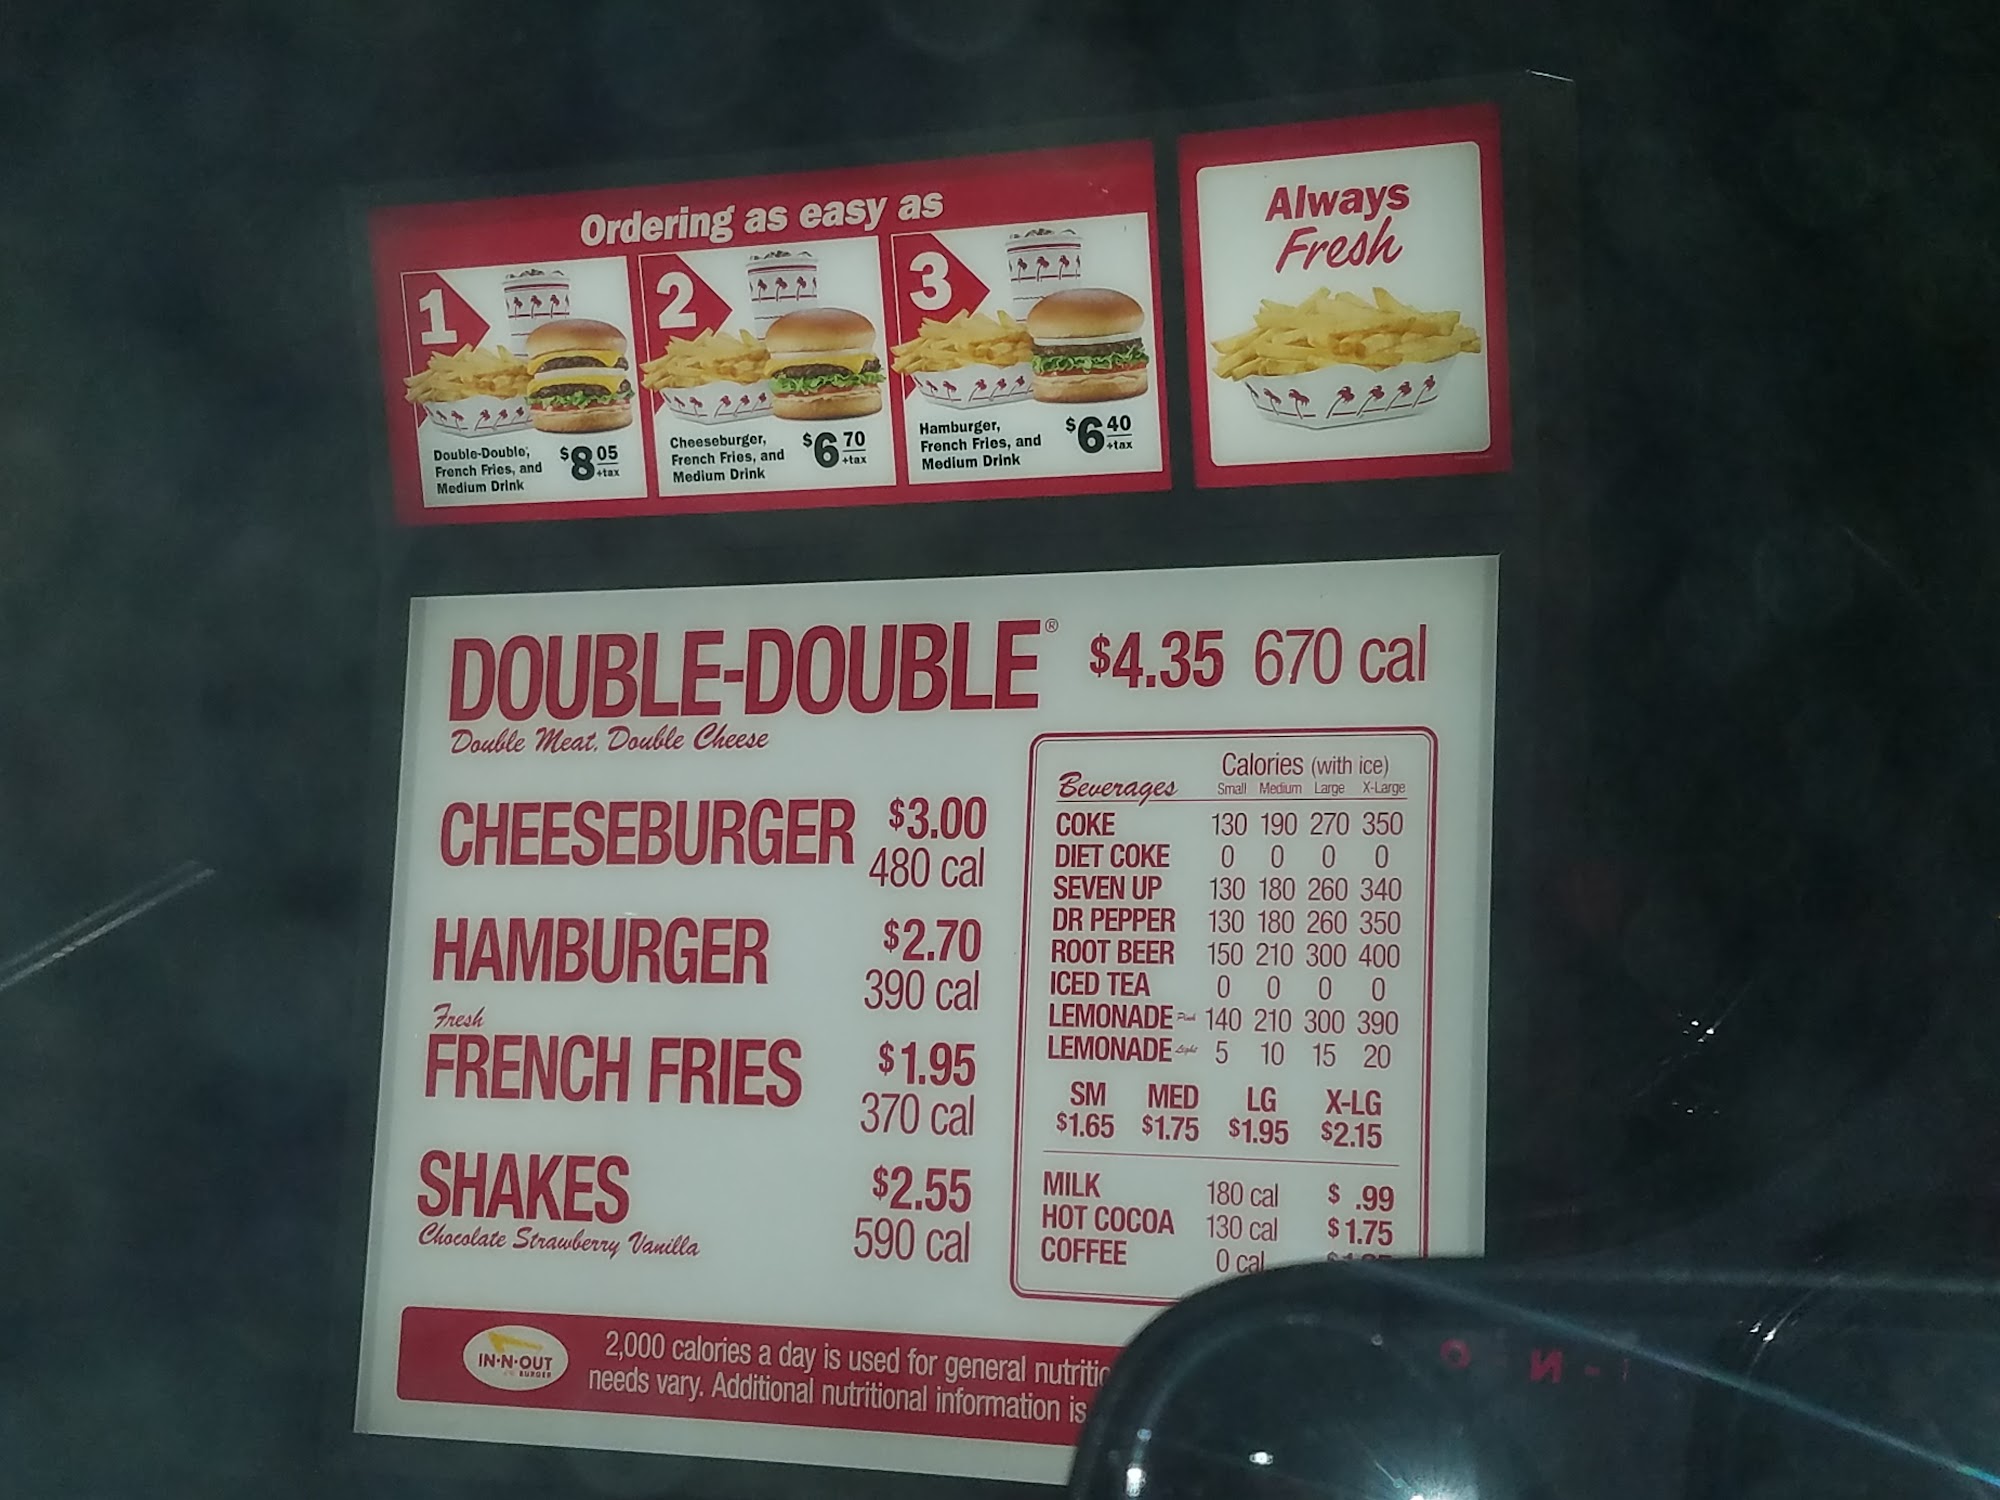 Ordering as easy as
1
Double-Double®,
French Fries, and
Medium Drink
$8 05
+tax
2
Cheeseburger,
French Fries, and
Medium Drink
$6 70
+tax
3
Hamburger,
French Fries, and
Medium Drink
$6 40
+tax
Always
Fresh
DOUBLE-DOUBLE® $4.35 670 cal
Double Meat, Double Cheese
CHEESEBURGER $3.00
480 cal
HAMBURGER $2.70
390 cal
Fresh
FRENCH FRIES $1.95
370 cal
SHAKES $2.55
Chocolate Strawberry Vanilla 590 cal
Calories (with ice)
Beverages Small Medium Large X-Large
COKE 130 190 270 350
DIET COKE 0 0 0 0
SEVEN UP 130 180 260 340
DR PEPPER 130 180 260 350
ROOT BEER 150 210 300 400
ICED TEA 0 0 0 0
LEMONADE Pink 140 210 300 390
LEMONADE Light 5 10 15 20
SM MED LG X-LG
$1.65 $1.75 $1.95 $2.15
MILK 180 cal $ .99
HOT COCOA 130 cal $1.75
COFFEE 0 cal
IN-N-OUT
BURGER
2,000 calories a day is used for general nutritio
needs vary. Additional nutritional information is